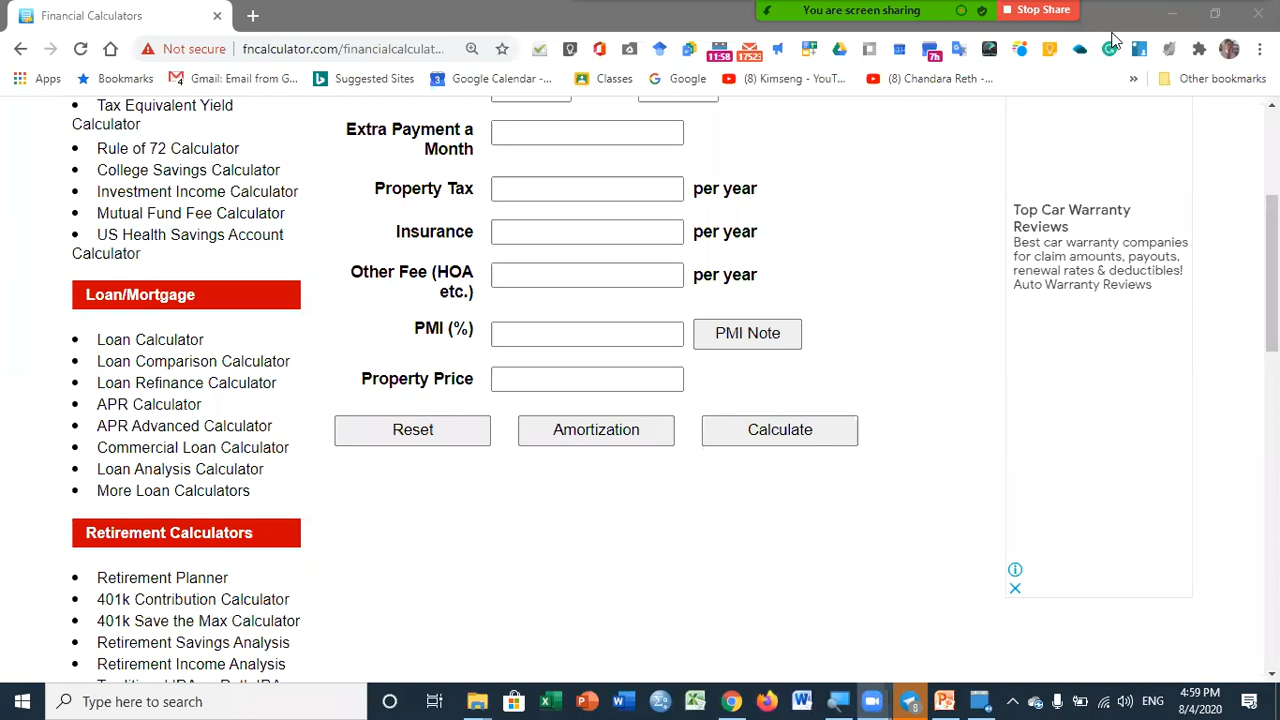 Financial Calculators
You are screen sharing
Stop Share
Not secure
fncalculator.com/financialcalculat...
11:58
17523
7h
Apps
Bookmarks
Gmail: Email from G...
Suggested Sites
Google Calendar -...
Classes
Google
(8) Kimseng - YouT...
(8) Chandara Reth -...
»
Other bookmarks
Tax Equivalent Yield
Calculator
Rule of 72 Calculator
College Savings Calculator
Investment Income Calculator
Mutual Fund Fee Calculator
US Health Savings Account
Calculator
Loan/Mortgage
Loan Calculator
Loan Comparison Calculator
Loan Refinance Calculator
APR Calculator
APR Advanced Calculator
Commercial Loan Calculator
Loan Analysis Calculator
More Loan Calculators
Retirement Calculators
Retirement Planner
401k Contribution Calculator
401k Save the Max Calculator
Retirement Savings Analysis
Retirement Income Analysis
Extra Payment a
Month
Property Tax
per year
Insurance
per year
Other Fee (HOA
etc.)
per year
PMI (%)
PMI Note
Property Price
Reset
Amortization
Calculate
Top Car Warranty
Reviews
Best car warranty companies
for claim amounts, payouts,
renewal rates & deductibles!
Auto Warranty Reviews
Type here to search
8
ENG
4:59 PM
8/4/2020